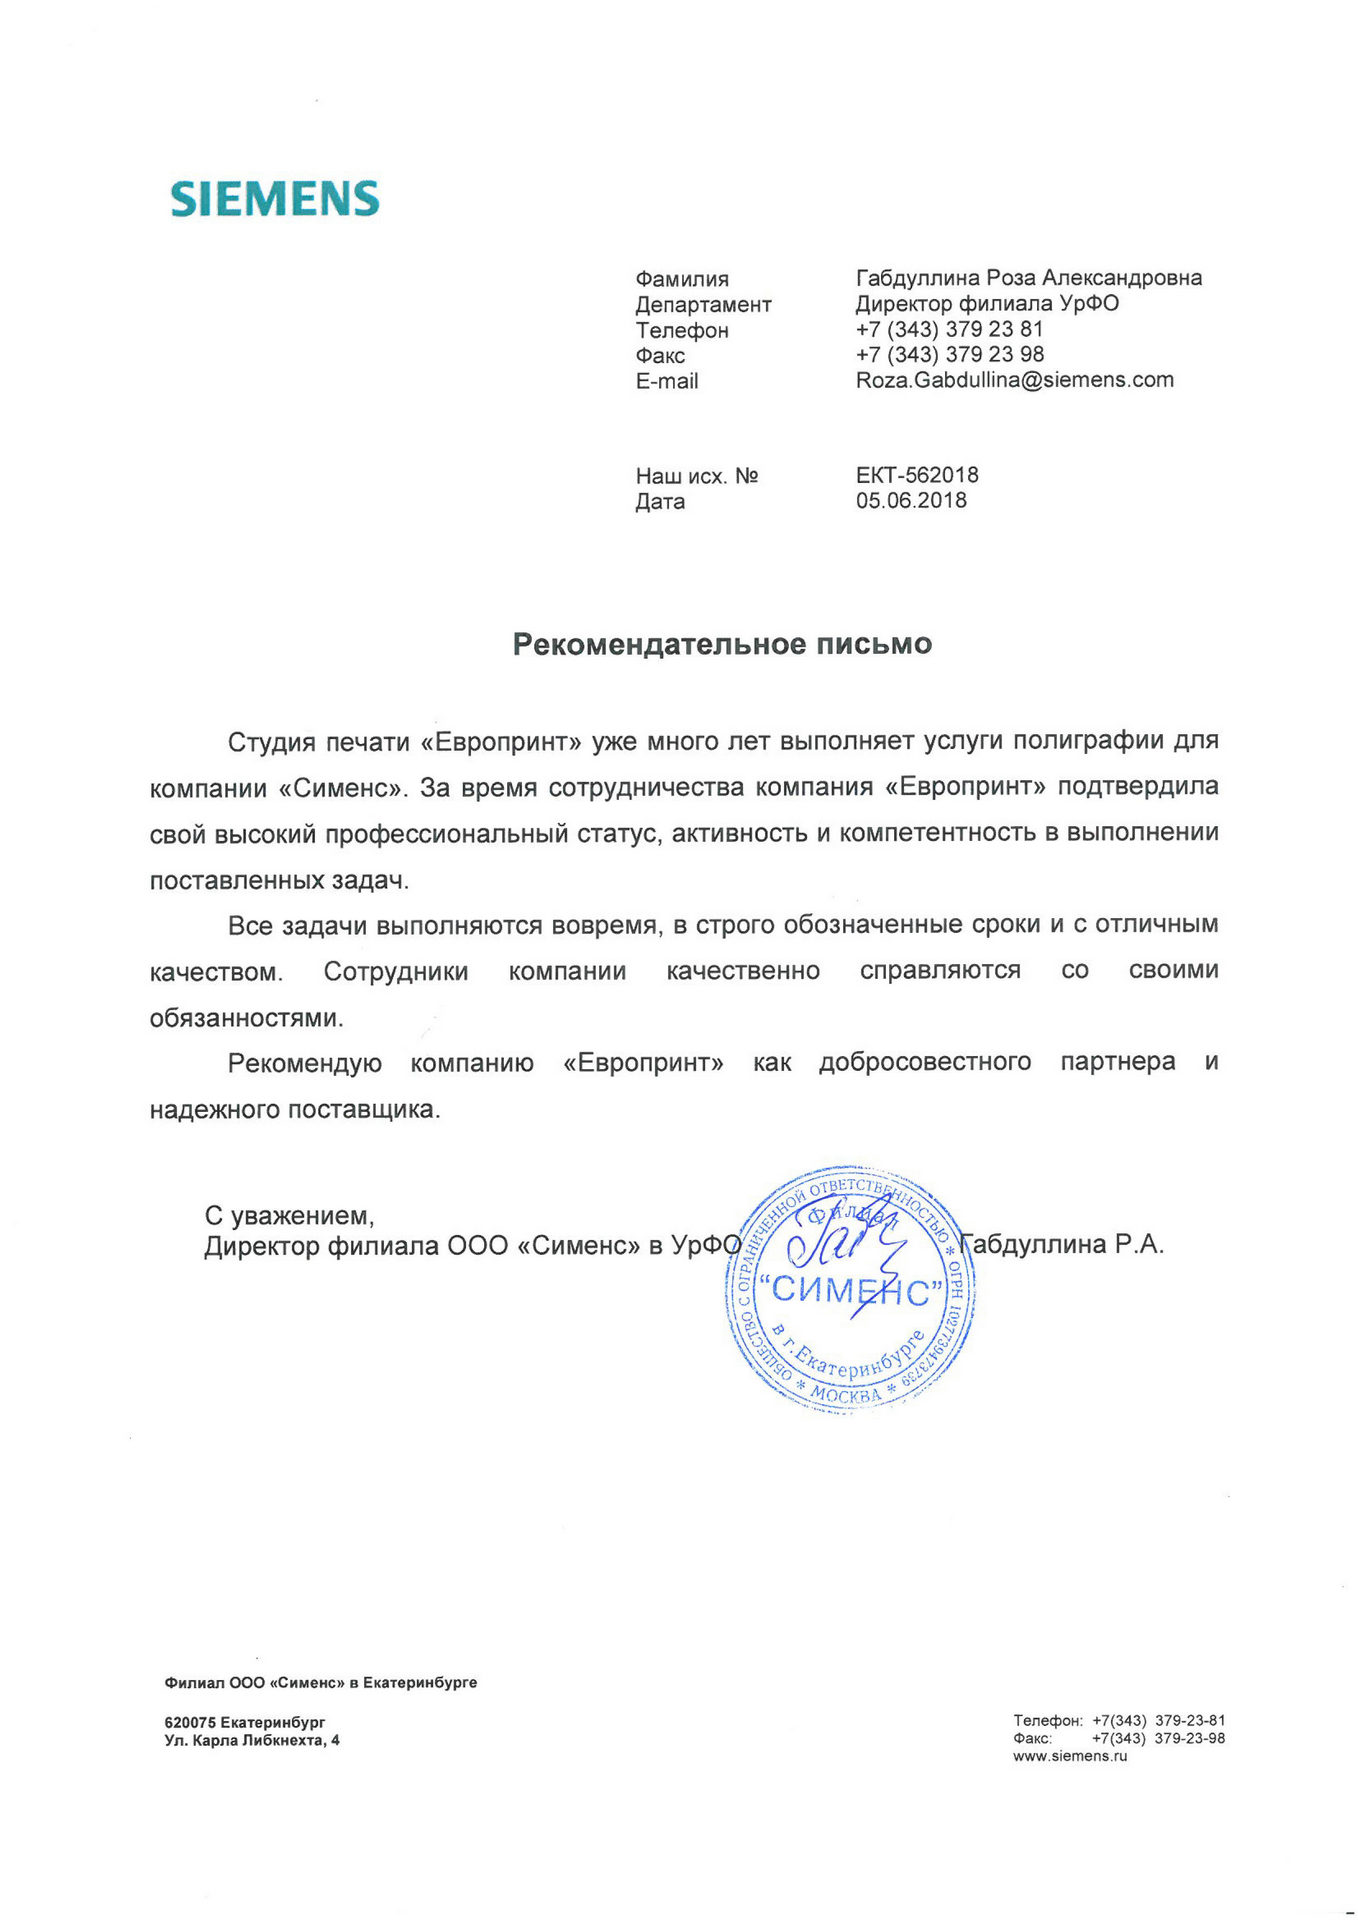 SIEMENS
Фамилия Габдуллина Роза Александровна
Департамент Директор филиала УрФО
Телефон +7 (343) 379 23 81
Факс +7 (343) 379 23 98
E-mail Roza.Gabdullina@siemens.com
Наш исх. № ЕКТ-562018
Дата 05.06.2018
Рекомендательное письмо
Студия печати «Европринт» уже много лет выполняет услуги полиграфии для
компании «Сименс». За время сотрудничества компания «Европринт» подтвердила
свой высокий профессиональный статус, активность и компетентность в выполнении
поставленных задач.
Все задачи выполняются вовремя, в строго обозначенные сроки и с отличным
качеством. Сотрудники компании качественно справляются со своими
обязанностями.
Рекомендую компанию «Европринт» как добросовестного партнера и
надежного поставщика.
С уважением,
Директор филиала ООО «Сименс» в УрФО Габдуллина Р.А.
ОБЩЕСТВО С ОГРАНИЧЕННОЙ ОТВЕТСТВЕННОСТЬЮ * ОГРН 1027739473739 * МОСКВА *
Филиал
"СИМЕНС"
в г.Екатеринбурге
Филиал ООО «Сименс» в Екатеринбурге
620075 Екатеринбург
Ул. Карла Либкнехта, 4
Телефон: +7(343) 379-23-81
Факс: +7(343) 379-23-98
www.siemens.ru